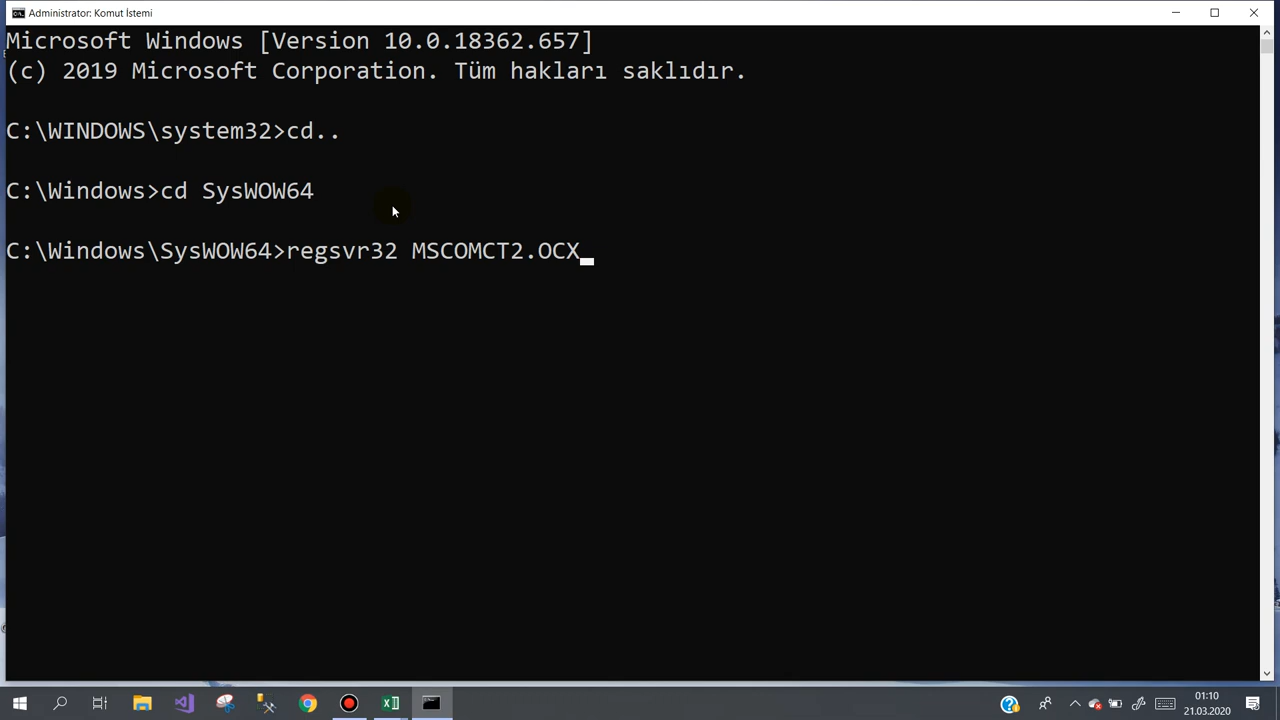 Administrator: Komut İstemi
Microsoft Windows [Version 10.0.18362.657]
(c) 2019 Microsoft Corporation. Tüm hakları saklıdır.
C:\WINDOWS\system32>cd..
C:\Windows>cd SysWOW64
C:\Windows\SysWOW64>regsvr32 MSCOMCT2.OCX
01:10
21.03.2020